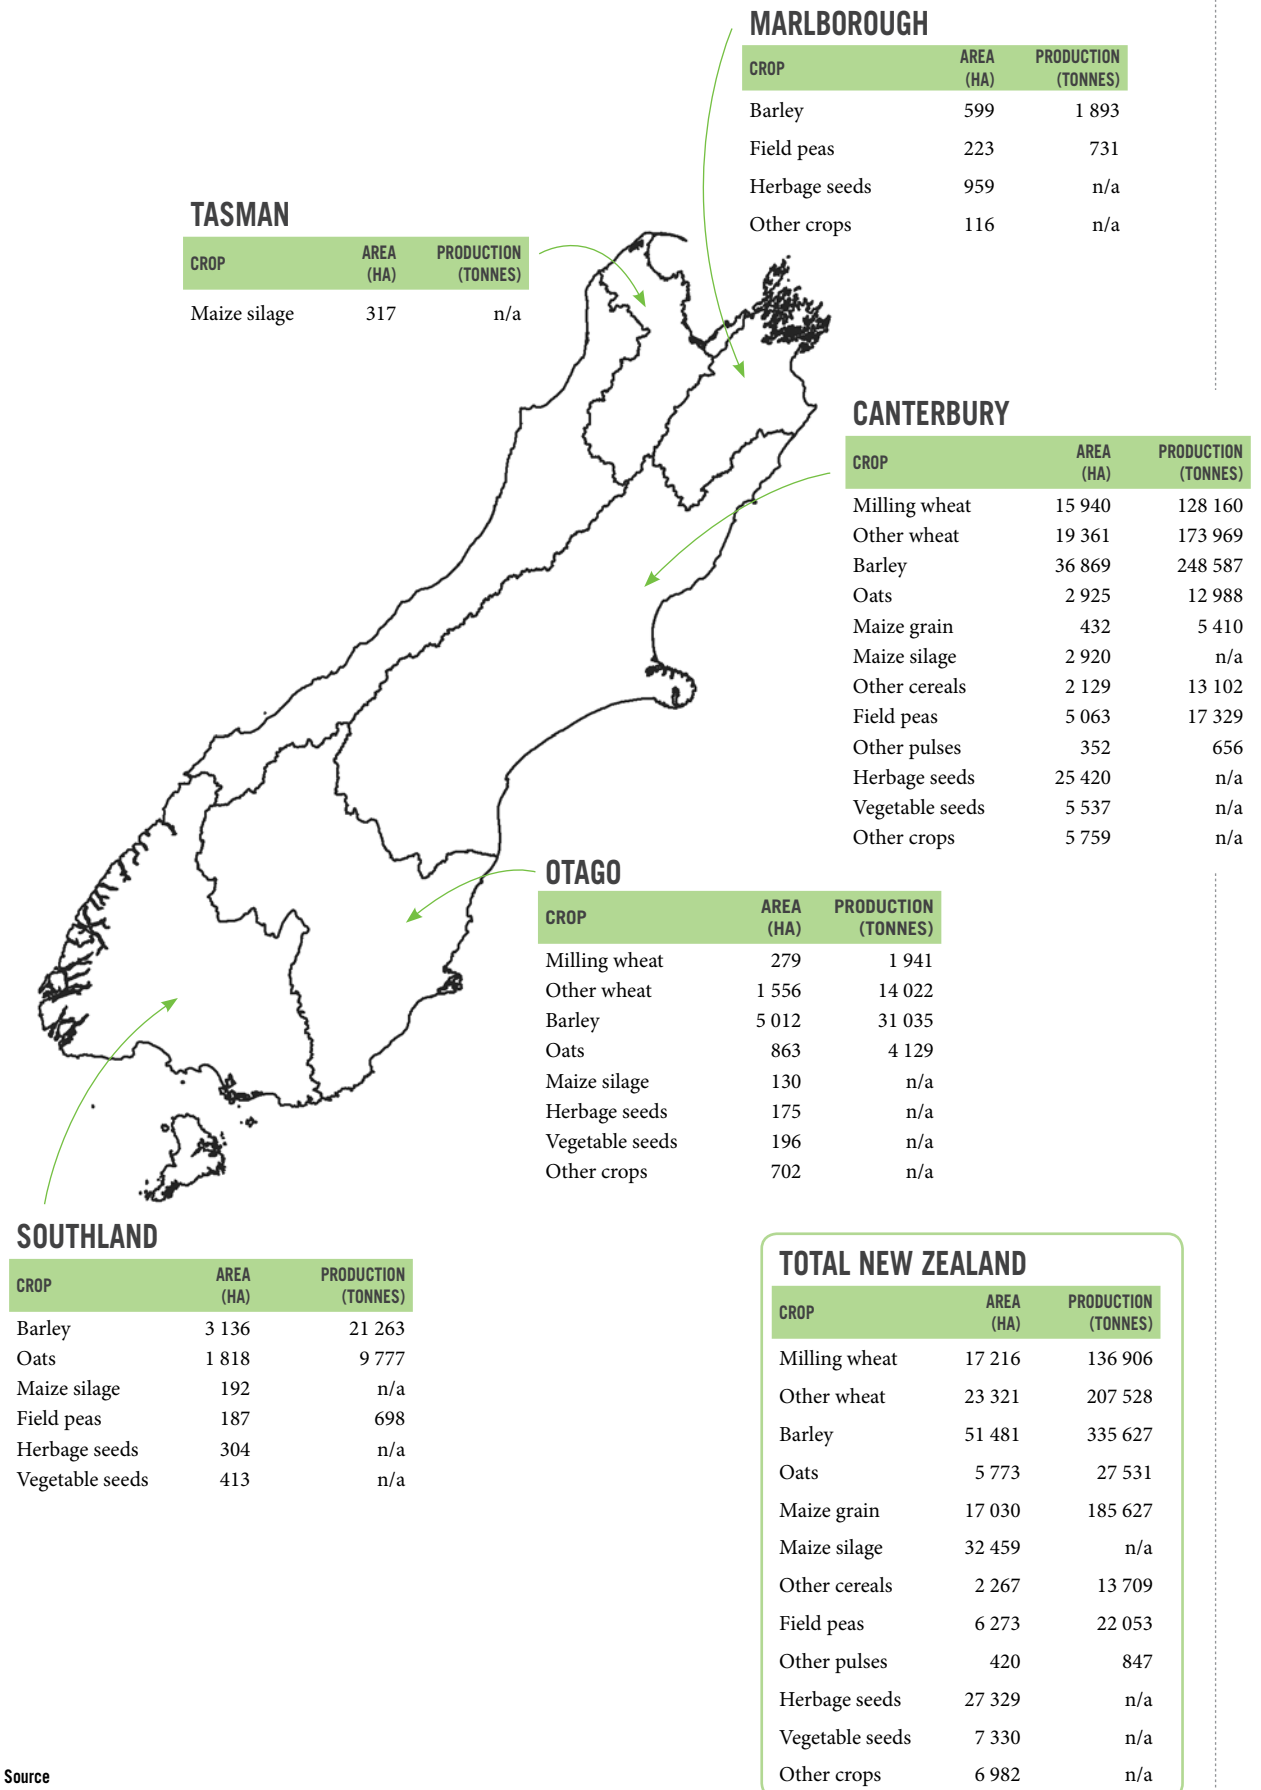 MARLBOROUGH
CROP AREA (HA) PRODUCTION (TONNES)
Barley 599 1 893
Field peas 223 731
Herbage seeds 959 n/a
Other crops 116 n/a
TASMAN
CROP AREA (HA) PRODUCTION (TONNES)
Maize silage 317 n/a
CANTERBURY
CROP AREA (HA) PRODUCTION (TONNES)
Milling wheat 15 940 128 160
Other wheat 19 361 173 969
Barley 36 869 248 587
Oats 2 925 12 988
Maize grain 432 5 410
Maize silage 2 920 n/a
Other cereals 2 129 13 102
Field peas 5 063 17 329
Other pulses 352 656
Herbage seeds 25 420 n/a
Vegetable seeds 5 537 n/a
Other crops 5 759 n/a
OTAGO
CROP AREA (HA) PRODUCTION (TONNES)
Milling wheat 279 1 941
Other wheat 1 556 14 022
Barley 5 012 31 035
Oats 863 4 129
Maize silage 130 n/a
Herbage seeds 175 n/a
Vegetable seeds 196 n/a
Other crops 702 n/a
SOUTHLAND
CROP AREA (HA) PRODUCTION (TONNES)
Barley 3 136 21 263
Oats 1 818 9 777
Maize silage 192 n/a
Field peas 187 698
Herbage seeds 304 n/a
Vegetable seeds 413 n/a
TOTAL NEW ZEALAND
CROP AREA (HA) PRODUCTION (TONNES)
Milling wheat 17 216 136 906
Other wheat 23 321 207 528
Barley 51 481 335 627
Oats 5 773 27 531
Maize grain 17 030 185 627
Maize silage 32 459 n/a
Other cereals 2 267 13 709
Field peas 6 273 22 053
Other pulses 420 847
Herbage seeds 27 329 n/a
Vegetable seeds 7 330 n/a
Other crops 6 982 n/a
Source